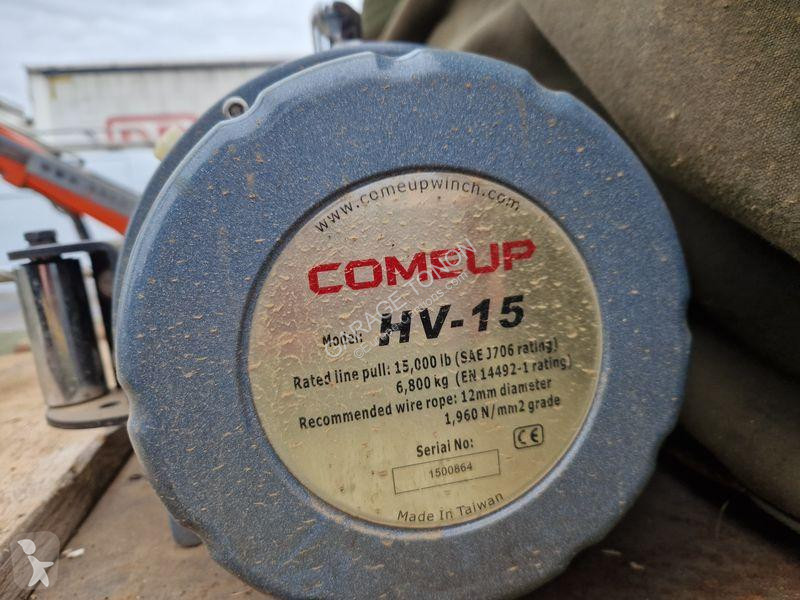 www.comeupwinch.com
COMEUP
Model: HV-15
Rated line pull: 15,000 lb (SAE J706 rating)
6,800 kg (EN 14492-1 rating)
Recommended wire rope: 12mm diameter
1,960 N/mm2 grade
Serial No:
CE
1500864
Made In Taiwan
GARAGE TONON